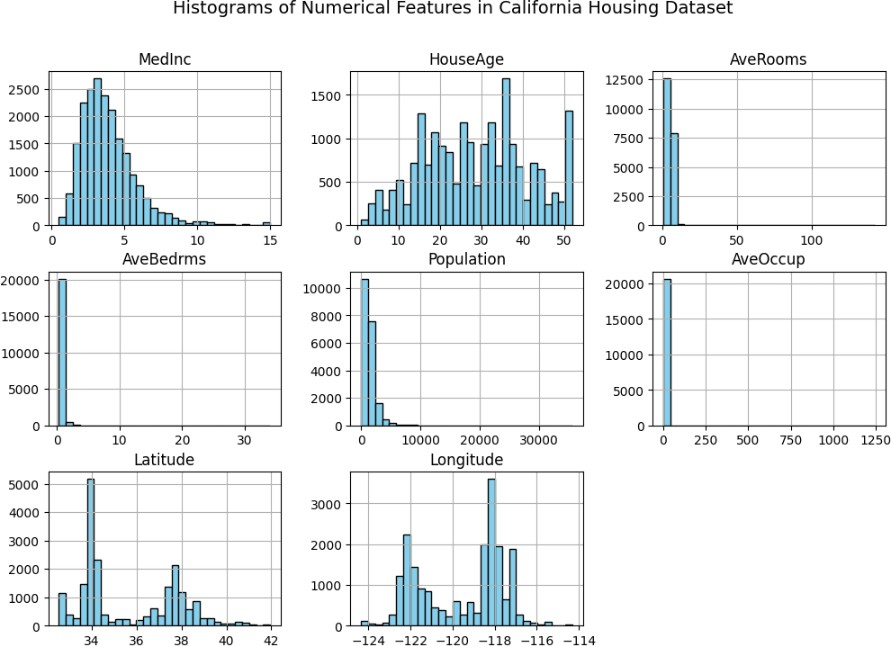 Histograms of Numerical Features in California Housing Dataset
MedInc
HouseAge
AveRooms
2500
2000
1500
1000
500
0
0 5 10 15
1500
1000
500
0
0 10 20 30 40 50
12500
10000
7500
5000
2500
0
0 50 100
AveBedrms
Population
AveOccup
20000
15000
10000
5000
0
0 10 20 30
10000
8000
6000
4000
2000
0
0 10000 20000 30000
20000
15000
10000
5000
0
0 250 500 750 1000 1250
Latitude
Longitude
5000
4000
3000
2000
1000
0
34 36 38 40 42
3000
2000
1000
0
−124 −122 −120 −118 −116 −114